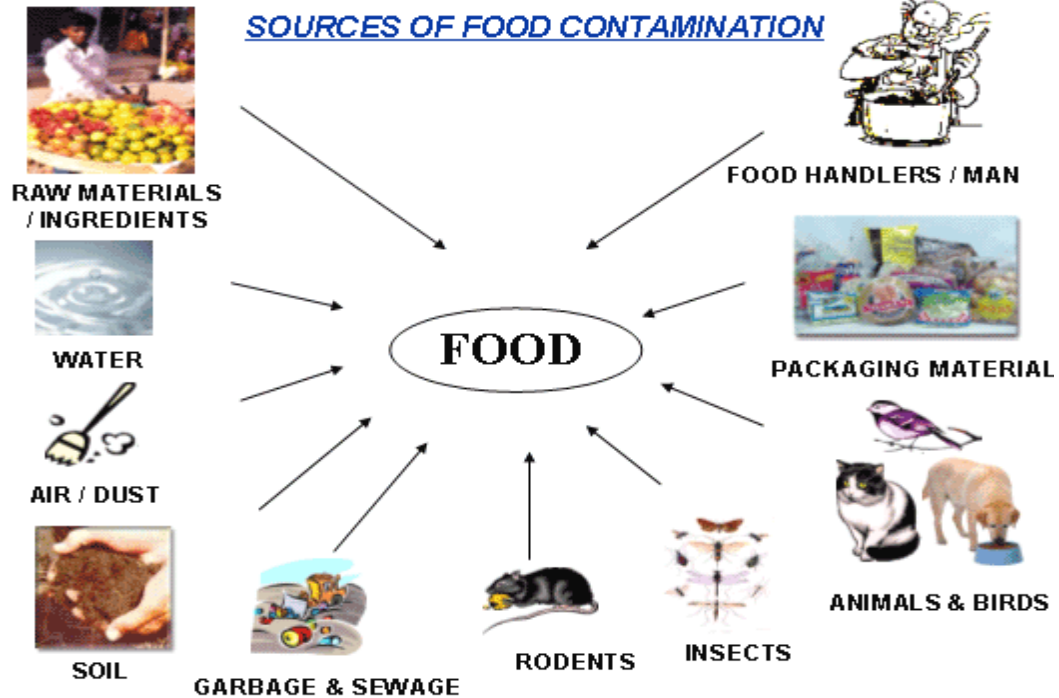 SOURCES OF FOOD CONTAMINATION
RAW MATERIALS
/ INGREDIENTS
FOOD HANDLERS / MAN
WATER
FOOD
PACKAGING MATERIAL
AIR / DUST
SOIL
GARBAGE & SEWAGE
RODENTS
INSECTS
ANIMALS & BIRDS